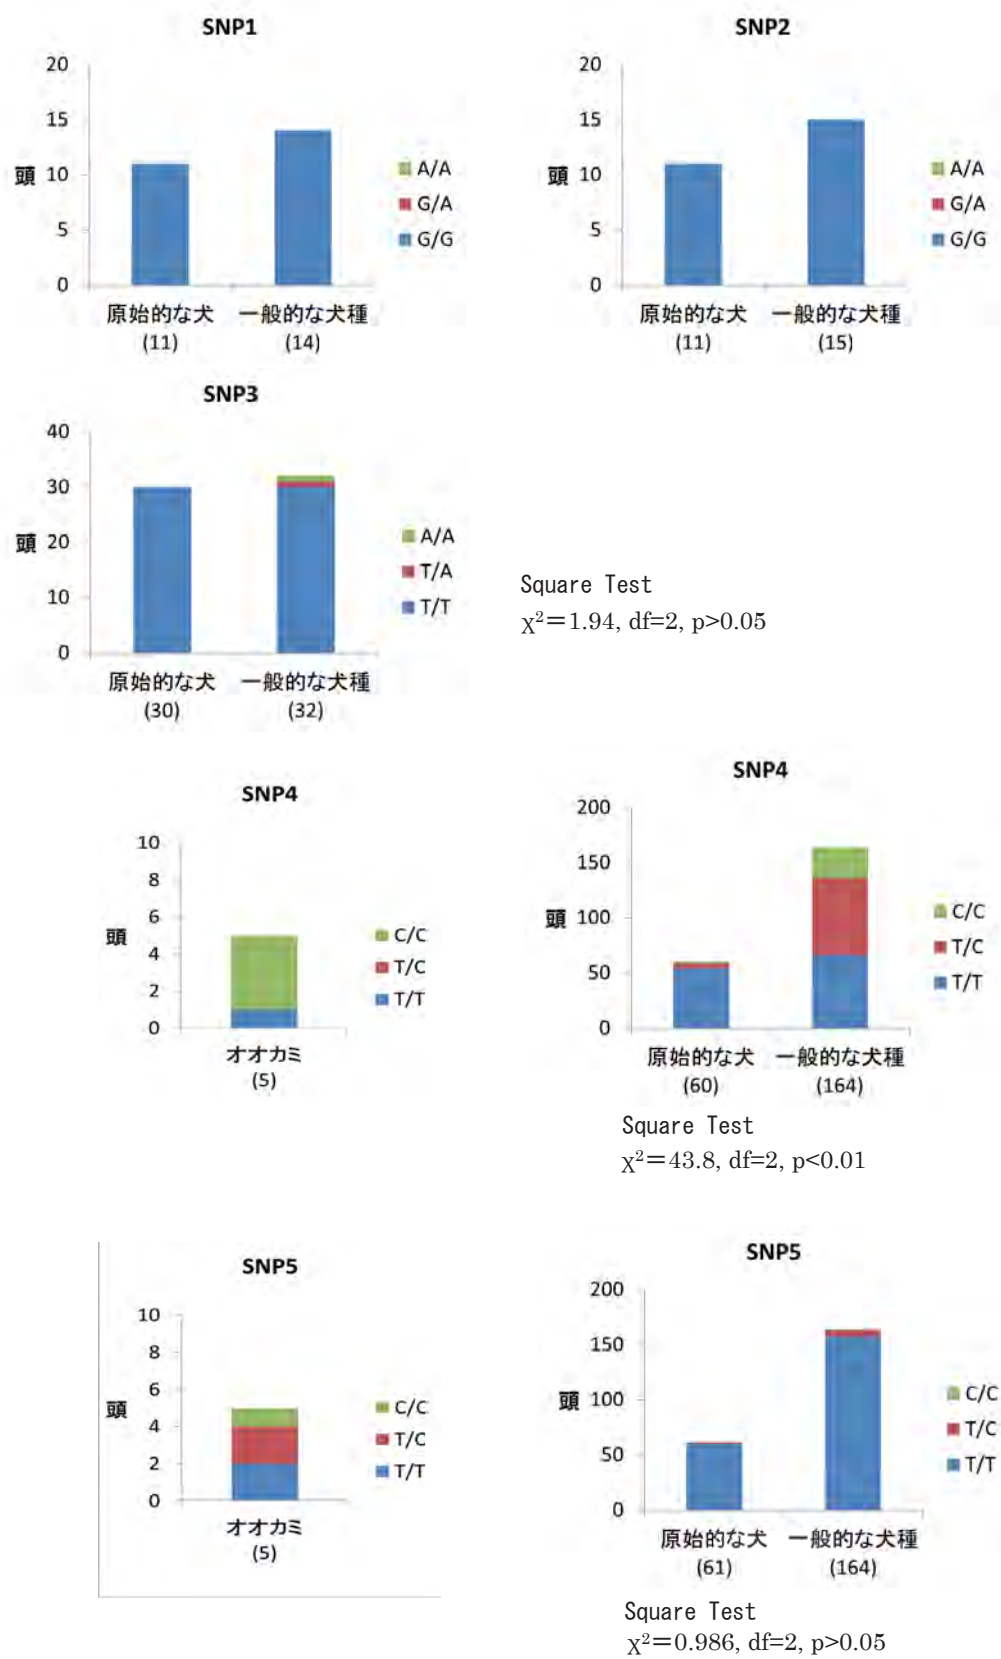 SNP1
20
15
頭 10
5
0
A/A
G/A
G/G
原始的な犬 一般的な犬種
(11) (14)
SNP2
20
15
頭 10
5
0
A/A
G/A
G/G
原始的な犬 一般的な犬種
(11) (15)
SNP3
40
30
頭 20
10
0
A/A
T/A
T/T
原始的な犬 一般的な犬種
(30) (32)
Square Test
χ²＝1.94, df=2, p>0.05
SNP4
10
8
6
頭
4
2
0
C/C
T/C
T/T
オオカミ
(5)
SNP4
200
150
頭 100
50
0
C/C
T/C
T/T
原始的な犬 一般的な犬種
(60) (164)
Square Test
χ²＝43.8, df=2, p<0.01
SNP5
10
8
6
頭
4
2
0
C/C
T/C
T/T
オオカミ
(5)
SNP5
200
150
頭 100
50
0
C/C
T/C
T/T
原始的な犬 一般的な犬種
(61) (164)
Square Test
χ²＝0.986, df=2, p>0.05